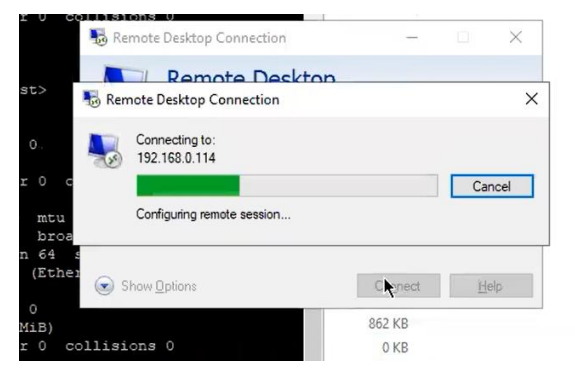 r 0 collisions 0
Remote Desktop Connection
Remote Desktop
st>
Remote Desktop Connection
Connecting to:
0
192.168.0.114
r 0 c
Cancel
mtu
Configuring remote session...
broa
n 64 s
(Ether
Show Options
Connect
Help
0
MiB)
862 KB
r 0 collisions 0
0 KB